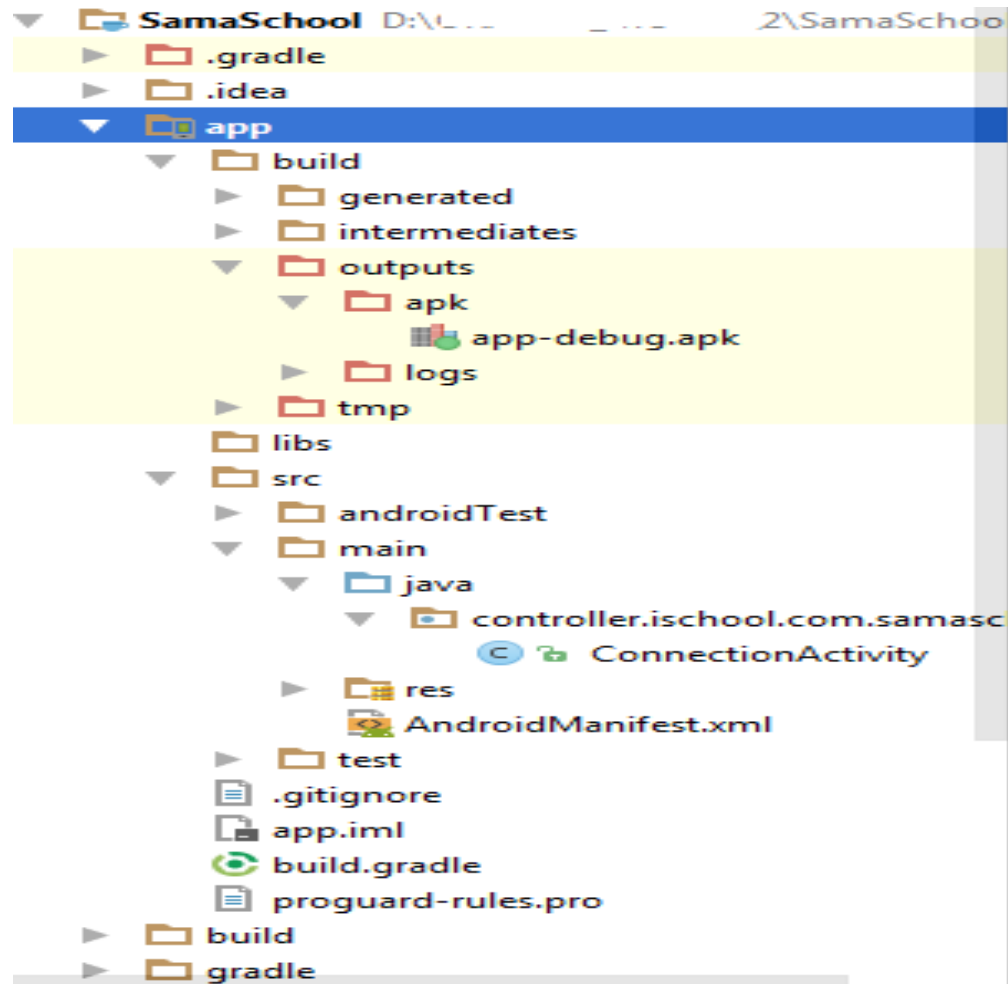 SamaSchool D:\
.gradle
.idea
app
build
generated
intermediates
outputs
apk
app-debug.apk
logs
tmp
libs
src
androidTest
main
java
controller.ischool.com.samasc
C ConnectionActivity
res
AndroidManifest.xml
test
.gitignore
app.iml
build.gradle
proguard-rules.pro
build
gradle